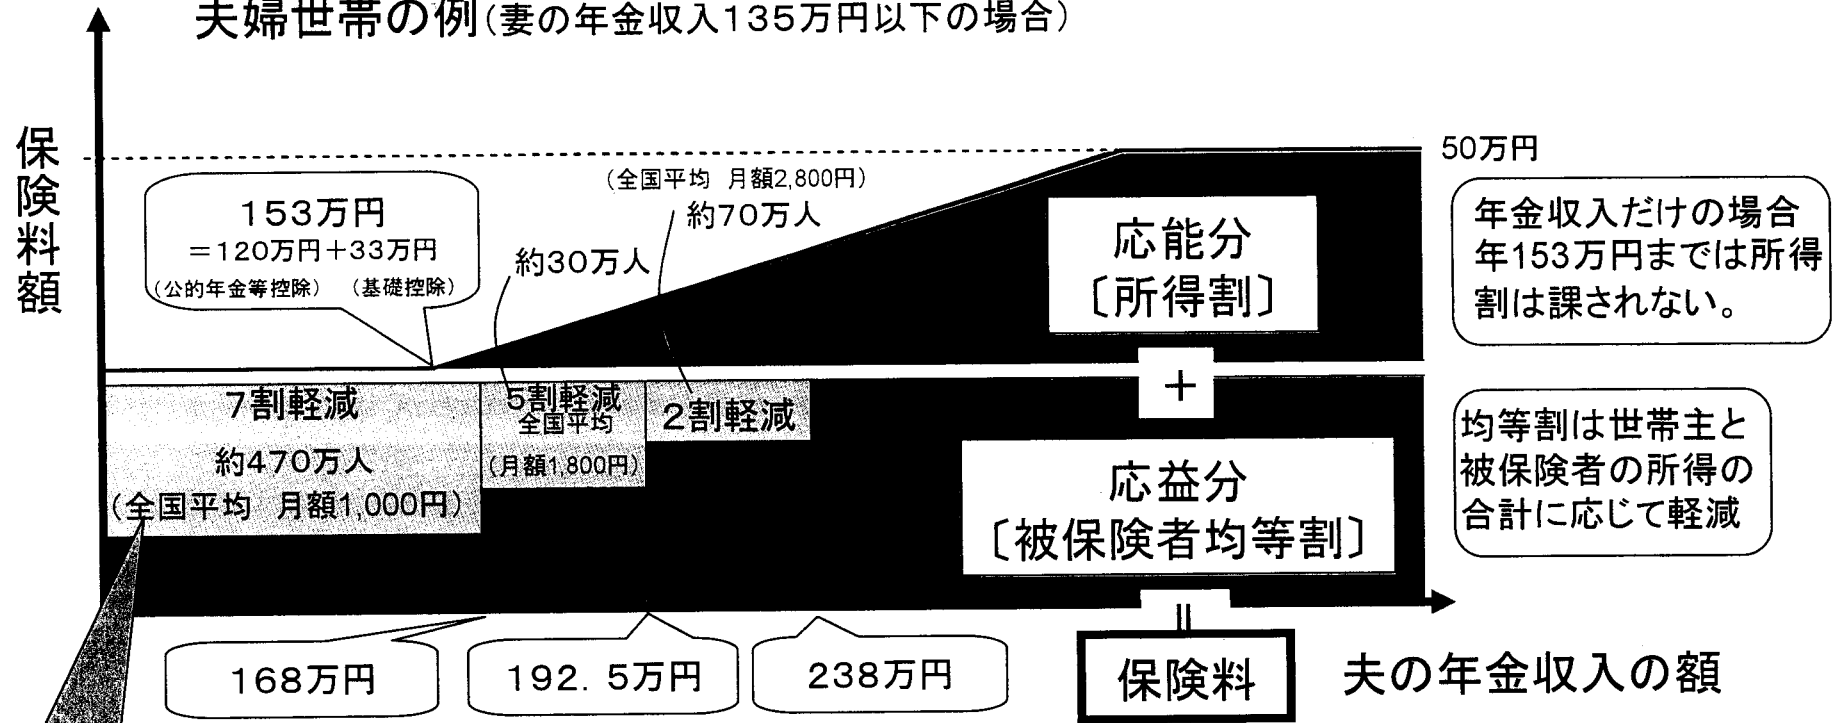 夫婦世帯の例(妻の年金収入135万円以下の場合)
保険料額
50万円
(全国平均 月額2,800円)
約70万人
約30万人
153万円
=120万円+33万円
(公的年金等控除) (基礎控除)
応能分
〔所得割〕
年金収入だけの場合
年153万円までは所得
割は課されない。
+
7割軽減
約470万人
(全国平均 月額1,000円)
5割軽減
全国平均
(月額1,800円)
2割軽減
応益分
〔被保険者均等割〕
均等割は世帯主と
被保険者の所得の
合計に応じて軽減
=
168万円
192.5万円
238万円
保険料
夫の年金収入の額